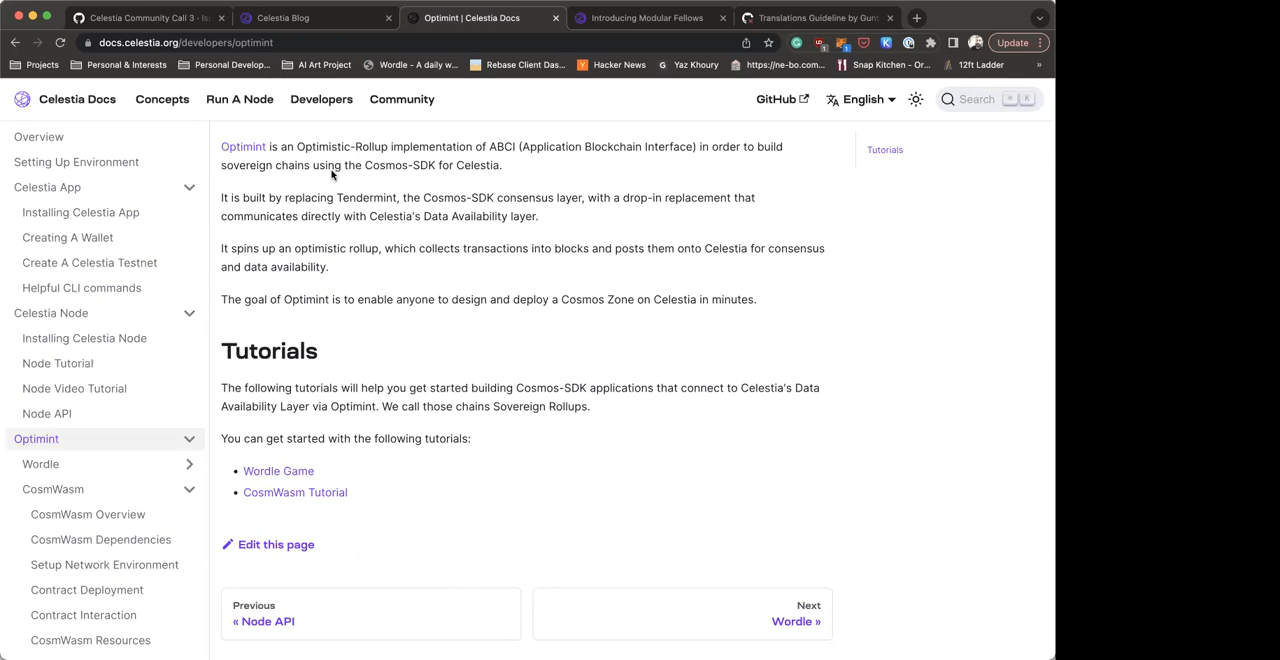 Celestia Community Call 3 - Is
Celestia Blog
Optimint | Celestia Docs
Introducing Modular Fellows
Translations Guideline by Gunt
docs.celestia.org/developers/optimint
Update
Projects
Personal & Interests
Personal Develop...
AI Art Project
Wordle - A daily w...
Rebase Client Das...
Hacker News
Yaz Khoury
https://ne-bo.com...
Snap Kitchen - Or...
12ft Ladder
»
Celestia Docs
Concepts
Run A Node
Developers
Community
GitHub
English
Search ⌘ K
Overview
Setting Up Environment
Celestia App
Installing Celestia App
Creating A Wallet
Create A Celestia Testnet
Helpful CLI commands
Celestia Node
Installing Celestia Node
Node Tutorial
Node Video Tutorial
Node API
Optimint
Wordle
CosmWasm
CosmWasm Overview
CosmWasm Dependencies
Setup Network Environment
Contract Deployment
Contract Interaction
CosmWasm Resources
Optimint is an Optimistic-Rollup implementation of ABCI (Application Blockchain Interface) in order to build
sovereign chains using the Cosmos-SDK for Celestia.
It is built by replacing Tendermint, the Cosmos-SDK consensus layer, with a drop-in replacement that
communicates directly with Celestia's Data Availability layer.
It spins up an optimistic rollup, which collects transactions into blocks and posts them onto Celestia for consensus
and data availability.
The goal of Optimint is to enable anyone to design and deploy a Cosmos Zone on Celestia in minutes.
Tutorials
The following tutorials will help you get started building Cosmos-SDK applications that connect to Celestia's Data
Availability Layer via Optimint. We call those chains Sovereign Rollups.
You can get started with the following tutorials:
• Wordle Game
• CosmWasm Tutorial
Edit this page
Previous
« Node API
Next
Wordle »
Tutorials